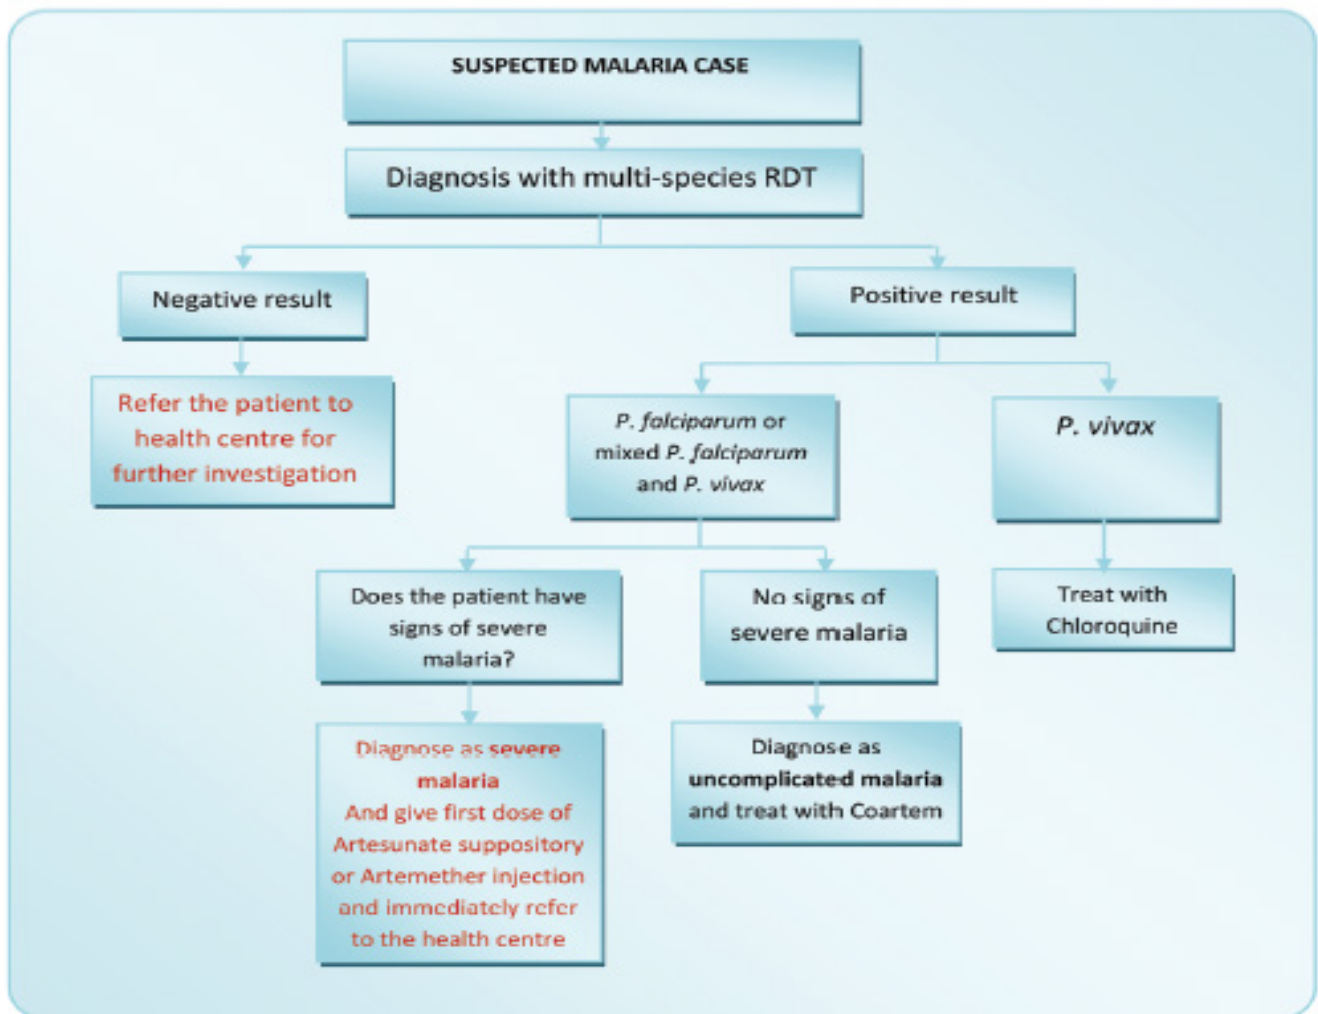 SUSPECTED MALARIA CASE
Diagnosis with multi-species RDT
Negative result
Positive result
Refer the patient to
health centre for
further investigation
P. falciparum or
mixed P. falciparum
and P. vivax
P. vivax
Does the patient have
signs of severe
malaria?
No signs of
severe malaria
Treat with
Chloroquine
Diagnose as severe
malaria
And give first dose of
Artesunate suppository
or Artemether injection
and immediately refer
to the health centre
Diagnose as
uncomplicated malaria
and treat with Coartem